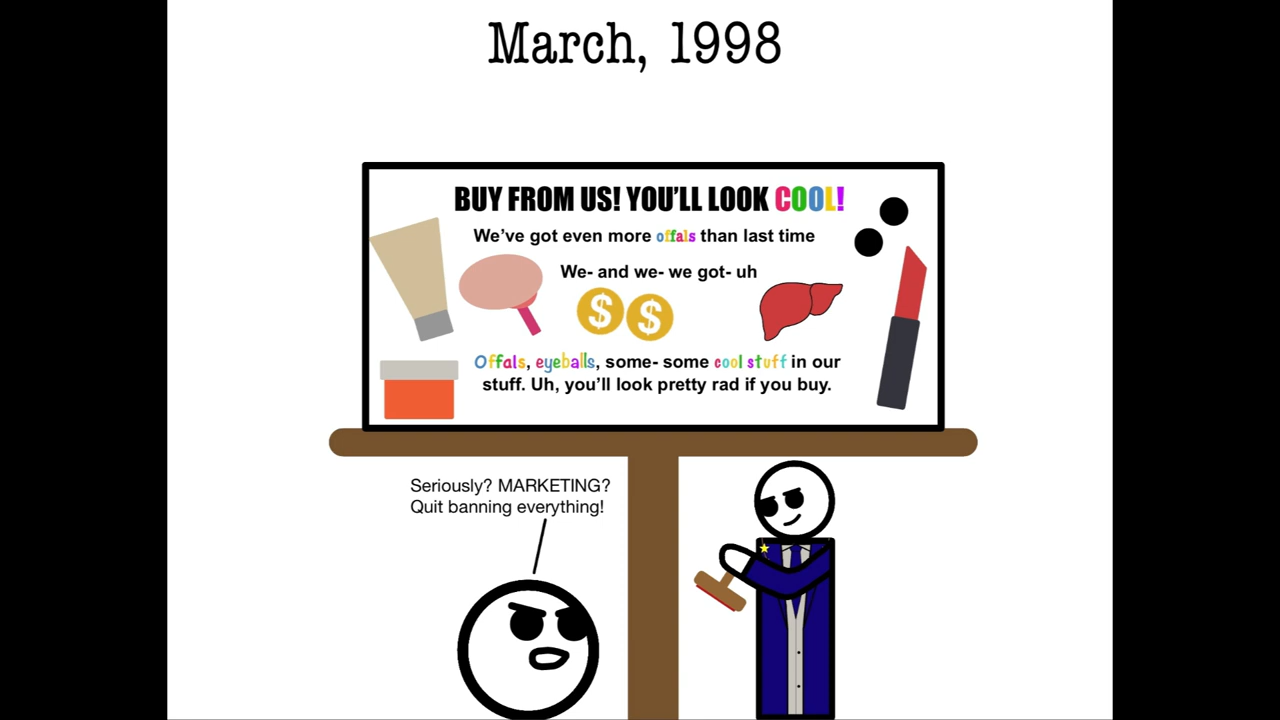 March, 1998
BUY FROM US! YOU'LL LOOK COOL!
We've got even more offals than last time
We- and we- we got- uh
$ $
Offals, eyeballs, some- some cool stuff in our
stuff. Uh, you'll look pretty rad if you buy.
Seriously? MARKETING?
Quit banning everything!